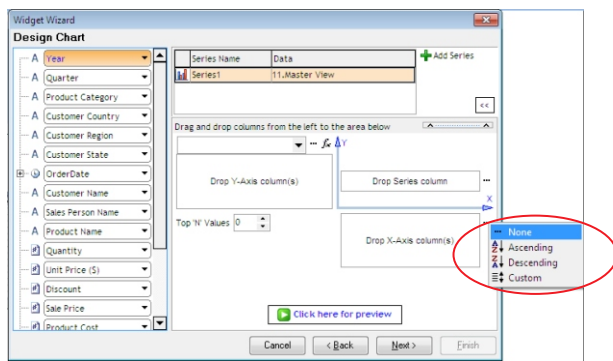 Widget Wizard
Design Chart
A Year
A Quarter
A Product Category
A Customer Country
A Customer Region
A Customer State
OrderDate
A Customer Name
A Sales Person Name
A Product Name
# Quantity
# Unit Price ($)
# Discount
# Sale Price
# Product Cost
Series Name Data
Series1 11.Master View
Add Series
<<
Drag and drop columns from the left to the area below
... fx Y
Drop Y-Axis column(s)
Drop Series column ...
X
Top 'N' Values 0
Drop X-Axis column(s)
... None
A Z Ascending
Z A Descending
Custom
Click here for preview
Cancel < Back Next > Finish